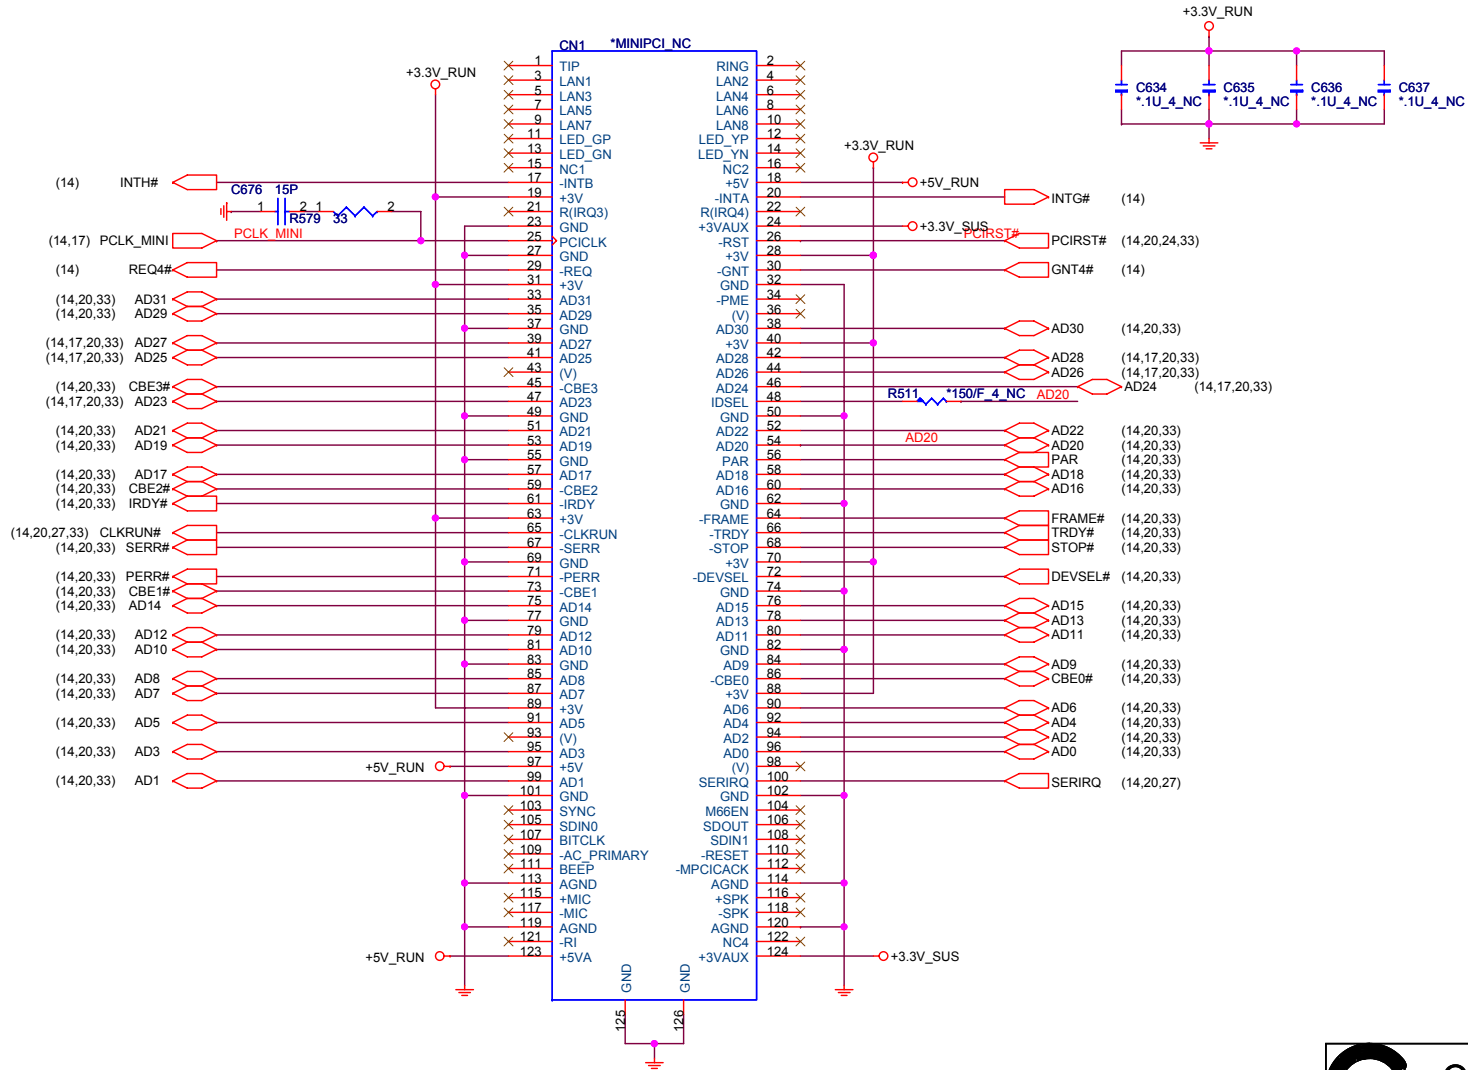 +3.3V_RUN
C634 *.1U_4_NC
C635 *.1U_4_NC
C636 *.1U_4_NC
C637 *.1U_4_NC
CN1 *MINIPCI_NC
+3.3V_RUN
+3.3V_RUN
1 TIP RING 2
3 LAN1 LAN2 4
5 LAN3 LAN4 6
7 LAN5 LAN6 8
9 LAN7 LAN8 10
11 LED_GP LED_YP 12
13 LED_GN LED_YN 14
15 NC1 NC2 16
(14) INTH# 17 -INTB +5V 18 +5V_RUN
C676 15P
19 +3V -INTA 20 INTG# (14)
1 2 1 R579 33 2
21 R(IRQ3) R(IRQ4) 22
23 GND +3VAUX 24 +3.3V_SUS
(14,17) PCLK_MINI PCLK_MINI 25 PCICLK -RST 26 PCIRST# PCIRST# (14,20,24,33)
27 GND +3V 28
(14) REQ4# 29 -REQ -GNT 30 GNT4# (14)
31 +3V GND 32
(14,20,33) AD31 33 AD31 -PME 34
(14,20,33) AD29 35 AD29 (V) 36
37 GND AD30 38 AD30 (14,20,33)
(14,17,20,33) AD27 39 AD27 +3V 40
(14,17,20,33) AD25 41 AD25 AD28 42 AD28 (14,17,20,33)
43 (V) AD26 44 AD26 (14,17,20,33)
(14,20,33) CBE3# 45 -CBE3 AD24 46 AD24 (14,17,20,33)
(14,17,20,33) AD23 47 AD23 IDSEL 48 R511 *150/F_4_NC AD20
49 GND GND 50
(14,20,33) AD21 51 AD21 AD22 52 AD22 (14,20,33)
(14,20,33) AD19 53 AD19 AD20 54 AD20 AD20 (14,20,33)
55 GND PAR 56 PAR (14,20,33)
(14,20,33) AD17 57 AD17 AD18 58 AD18 (14,20,33)
(14,20,33) CBE2# 59 -CBE2 AD16 60 AD16 (14,20,33)
(14,20,33) IRDY# 61 -IRDY GND 62
63 +3V -FRAME 64 FRAME# (14,20,33)
(14,20,27,33) CLKRUN# 65 -CLKRUN -TRDY 66 TRDY# (14,20,33)
(14,20,33) SERR# 67 -SERR -STOP 68 STOP# (14,20,33)
69 GND +3V 70
(14,20,33) PERR# 71 -PERR -DEVSEL 72 DEVSEL# (14,20,33)
(14,20,33) CBE1# 73 -CBE1 GND 74
(14,20,33) AD14 75 AD14 AD15 76 AD15 (14,20,33)
77 GND AD13 78 AD13 (14,20,33)
(14,20,33) AD12 79 AD12 AD11 80 AD11 (14,20,33)
(14,20,33) AD10 81 AD10 GND 82
83 GND AD9 84 AD9 (14,20,33)
(14,20,33) AD8 85 AD8 -CBE0 86 CBE0# (14,20,33)
(14,20,33) AD7 87 AD7 +3V 88
89 +3V AD6 90 AD6 (14,20,33)
(14,20,33) AD5 91 AD5 AD4 92 AD4 (14,20,33)
93 (V) AD2 94 AD2 (14,20,33)
(14,20,33) AD3 95 AD3 AD0 96 AD0 (14,20,33)
+5V_RUN 97 +5V (V) 98
(14,20,33) AD1 99 AD1 SERIRQ 100 SERIRQ (14,20,27)
101 GND GND 102
103 SYNC M66EN 104
105 SDIN0 SDOUT 106
107 BITCLK SDIN1 108
109 -AC_PRIMARY -RESET 110
111 BEEP -MPCICACK 112
113 AGND AGND 114
115 +MIC +SPK 116
117 -MIC -SPK 118
119 AGND AGND 120
121 -RI NC4 122
+5V_RUN 123 +5VA +3VAUX 124 +3.3V_SUS
GND GND
125 126